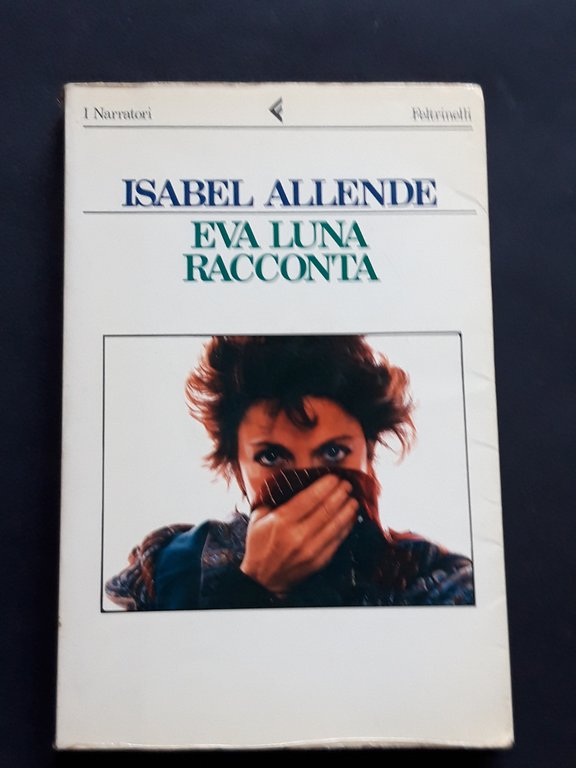 I Narratori Feltrinelli
ISABEL ALLENDE
EVA LUNA
RACCONTA